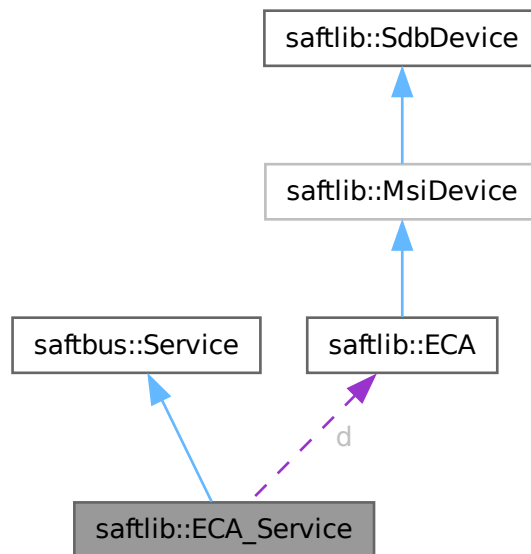 saftlib::SdbDevice
saftlib::MsiDevice
saftbus::Service
saftlib::ECA
d
saftlib::ECA_Service